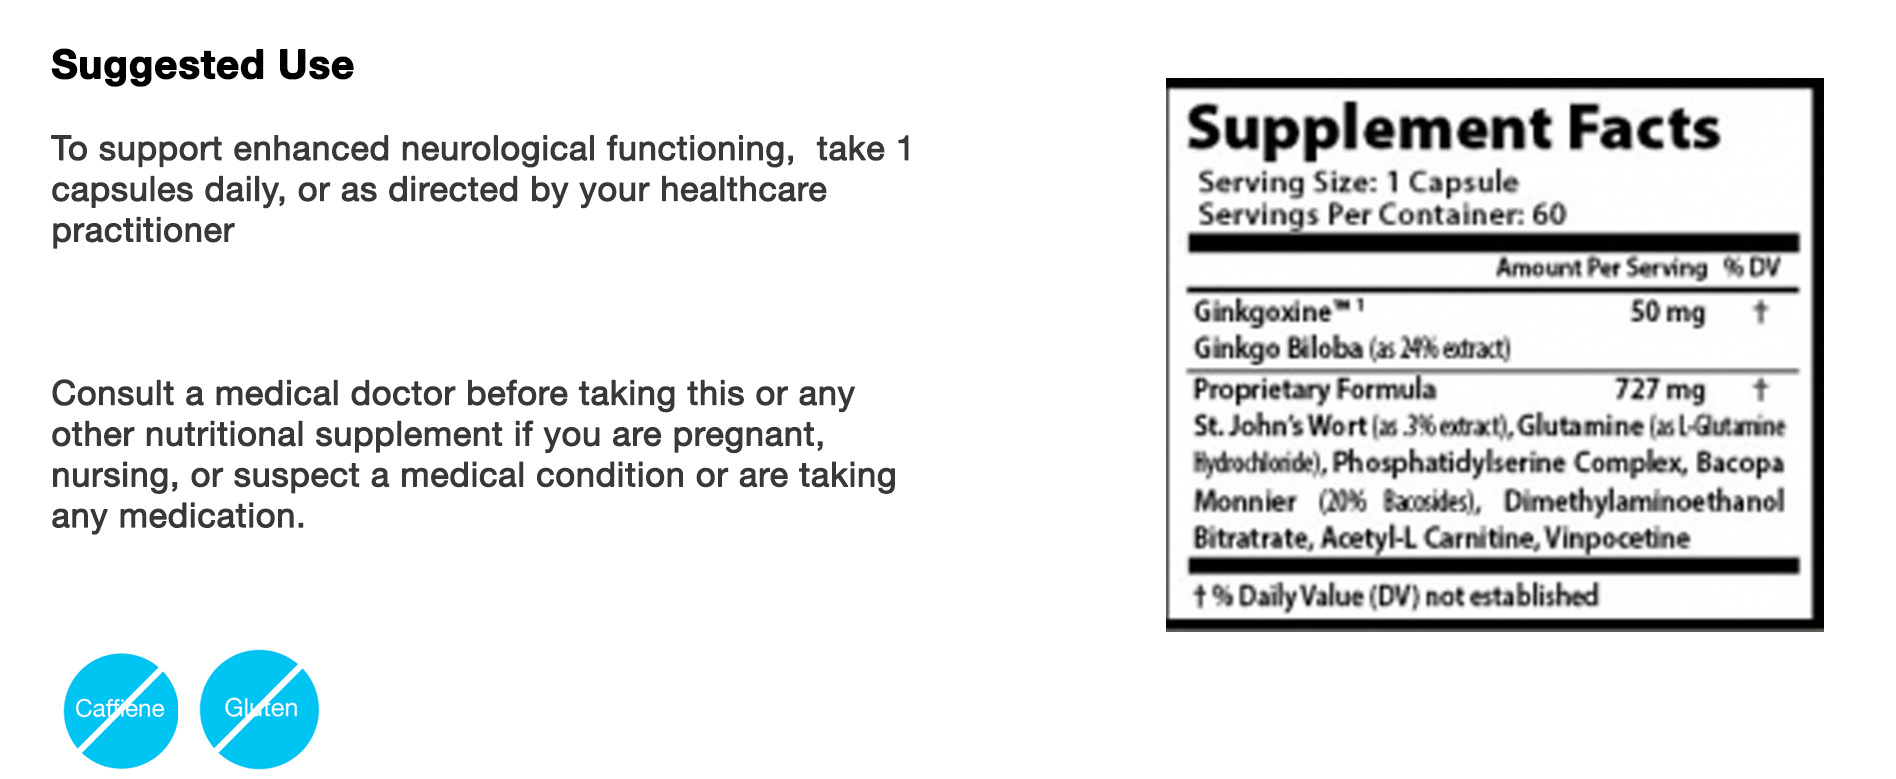 Suggested Use
To support enhanced neurological functioning,  take 1
capsules daily, or as directed by your healthcare
practitioner
Consult a medical doctor before taking this or any
other nutritional supplement if you are pregnant,
nursing, or suspect a medical condition or are taking
any medication.
Caffiene
Gluten
Supplement Facts
Serving Size: 1 Capsule
Servings Per Container: 60
Amount Per Serving % DV
Ginkgoxine™ 1 50 mg †
Ginkgo Biloba (as 24% extract)
Proprietary Formula 727 mg †
St. John's Wort (as .3% extract), Glutamine (as L-Glutamine
Hydrochloride), Phosphatidylserine Complex, Bacopa
Monnier (20% Bacosides), Dimethylaminoethanol
Bitratrate, Acetyl-L Carnitine, Vinpocetine
† % Daily Value (DV) not established